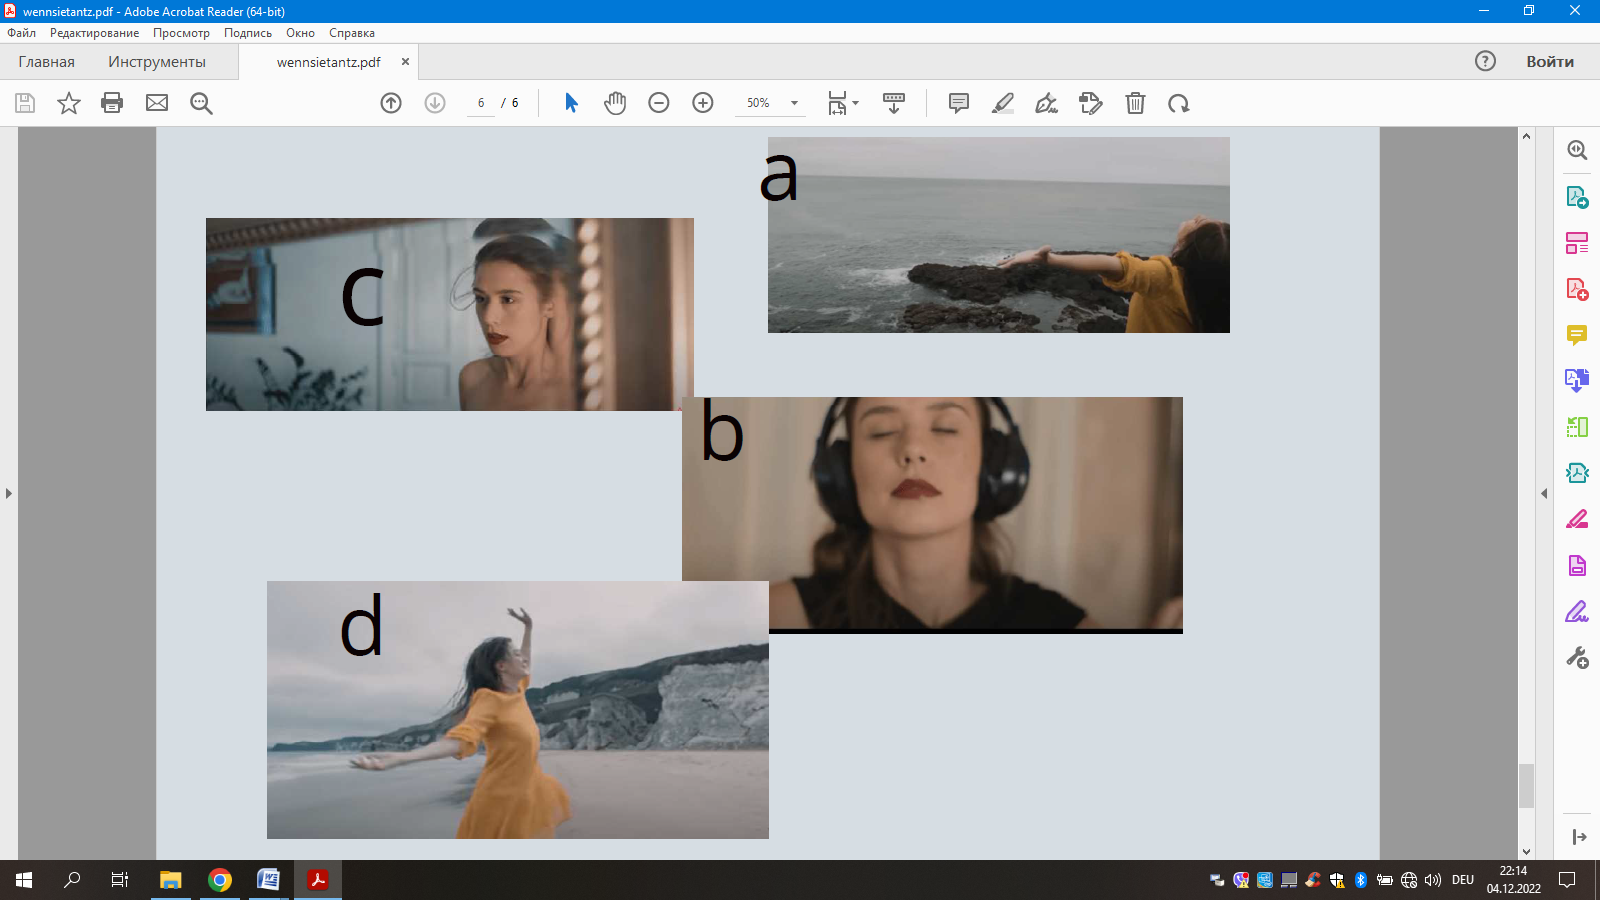 wennsietantz.pdf - Adobe Acrobat Reader (64-bit)
Файл Редактирование Просмотр Подпись Окно Справка
Главная Инструменты wennsietantz.pdf × Войти
6 / 6 50%
a
c
b
d
DEU 22:14
04.12.2022